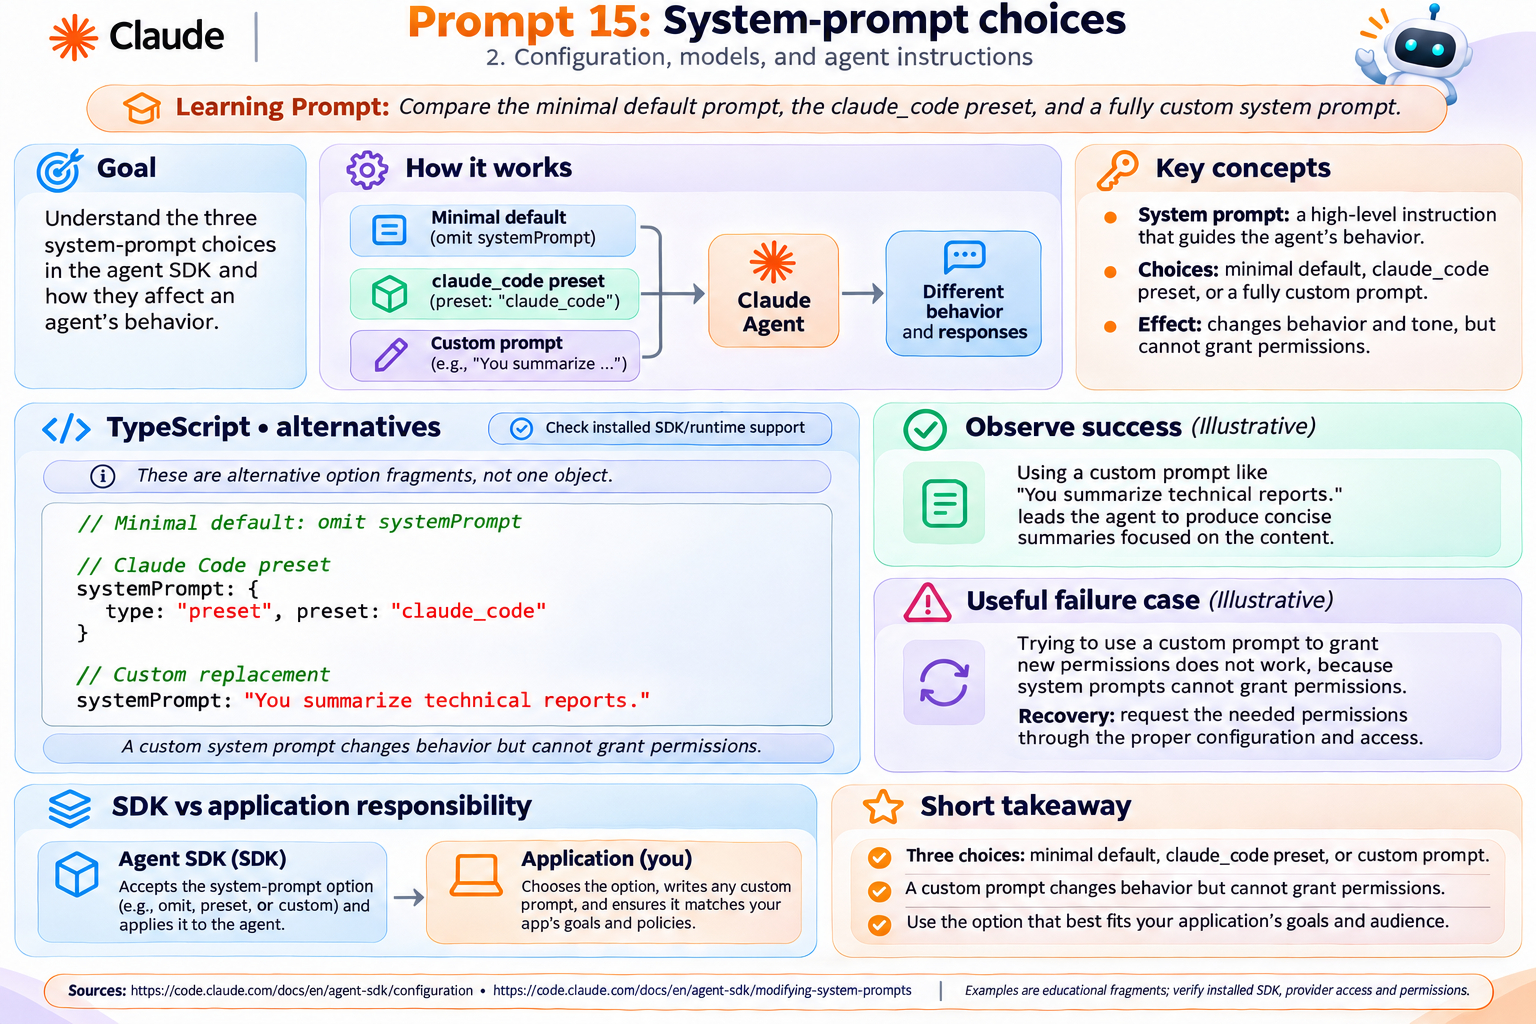 Claude
Prompt 15: System-prompt choices
2. Configuration, models, and agent instructions
Learning Prompt: Compare the minimal default prompt, the claude_code preset, and a fully custom system prompt.
Goal
Understand the three
system-prompt choices
in the agent SDK and
how they affect an
agent's behavior.
How it works
Minimal default
(omit systemPrompt)
claude_code preset
(preset: "claude_code")
Custom prompt
(e.g., "You summarize ...")
Claude
Agent
Different
behavior
and responses
Key concepts
System prompt: a high-level instruction
that guides the agent's behavior.
Choices: minimal default, claude_code
preset, or a fully custom prompt.
Effect: changes behavior and tone, but
cannot grant permissions.
</> TypeScript • alternatives
Check installed SDK/runtime support
These are alternative option fragments, not one object.
// Minimal default: omit systemPrompt
// Claude Code preset
systemPrompt: {
type: "preset", preset: "claude_code"
}
// Custom replacement
systemPrompt: "You summarize technical reports."
A custom system prompt changes behavior but cannot grant permissions.
Observe success (Illustrative)
Using a custom prompt like
"You summarize technical reports."
leads the agent to produce concise
summaries focused on the content.
Useful failure case (Illustrative)
Trying to use a custom prompt to grant
new permissions does not work, because
system prompts cannot grant permissions.
Recovery: request the needed permissions
through the proper configuration and access.
SDK vs application responsibility
Agent SDK (SDK)
Accepts the system-prompt option
(e.g., omit, preset, or custom) and
applies it to the agent.
Application (you)
Chooses the option, writes any custom
prompt, and ensures it matches your
app's goals and policies.
Short takeaway
Three choices: minimal default, claude_code preset, or custom prompt.
A custom prompt changes behavior but cannot grant permissions.
Use the option that best fits your application's goals and audience.
Sources: https://code.claude.com/docs/en/agent-sdk/configuration • https://code.claude.com/docs/en/agent-sdk/modifying-system-prompts
Examples are educational fragments; verify installed SDK, provider access and permissions.